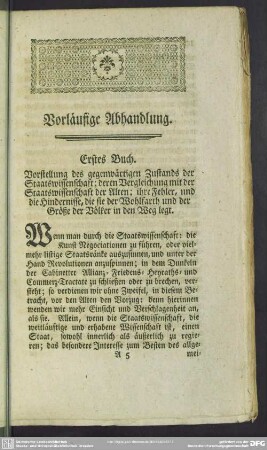 Vorläufige Abhandlung.
Erstes Buch.
Vorstellung des gegenwärtigen Zustands der
Staatswissenschaft; deren Vergleichung mit der
Staatswissenschaft der Alten; ihre Fehler, und
die Hindernisse, die sie der Wohlfarth und der
Größe der Völker in den Weg legt.
Wenn man durch die Staatswissenschaft: die
Kunst Negociationen zu führen, oder viel-
mehr listige Staatsränke auszusinnen, und unter der
Hand Revolutionen anzuspinnen; in dem Dunkeln
der Cabinetter Allianz- Friedens- Heyraths- und
Commerz-Tractate zu schließen oder zu brechen, ver-
steht; so verdienen wir ohne Zweifel, in diesem Be-
tracht, vor den Alten den Vorzug: denn hierinnen
wenden wir mehr Einsicht und Verschlagenheit an,
als sie. Allein, wenn die Staatswissenschaft, die
weitläuftige und erhabene Wissenschaft ist, einen
Staat, sowohl innerlich als äußerlich zu regie-
ren; das besondere Interesse zum Besten des allge-
A 5 mei-